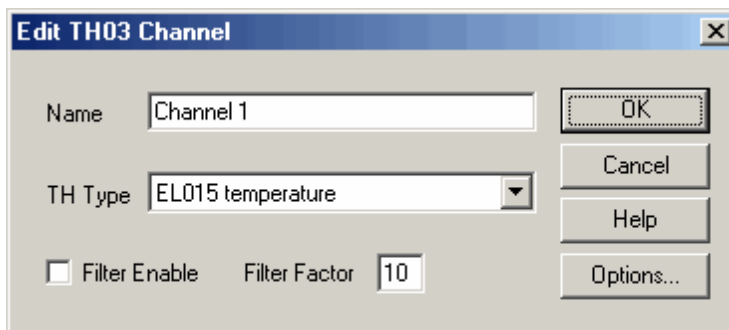 Edit TH03 Channel
Name Channel 1
OK
Cancel
TH Type EL015 temperature
Help
Filter Enable Filter Factor 10
Options...